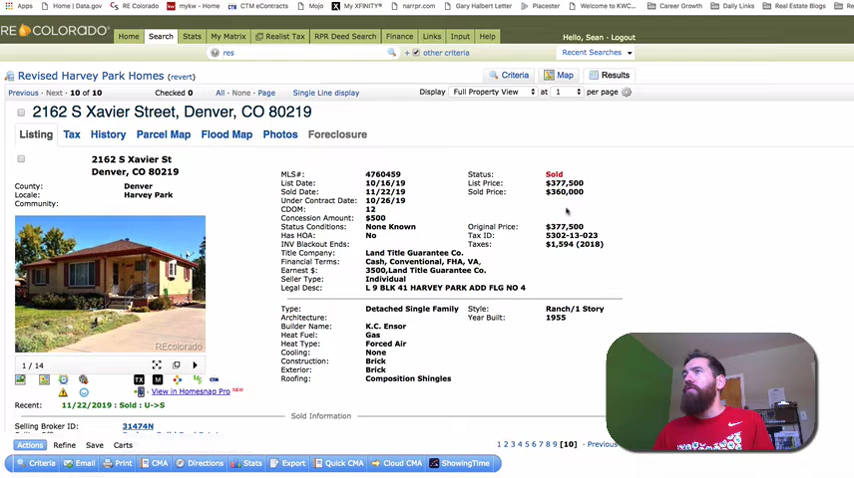 Apps Home | Data.gov RE Colorado mykw - Home CTM eContracts Mojo My XFINITY® narrpr.com Gary Halbert Letter Placester Welcome to KWC... Career Growth Daily Links Real Estate Blogs
RECOLORADO
Home Search Stats My Matrix Realist Tax RPR Deed Search Finance Links Input Help
Hello, Sean - Logout
res + other criteria Recent Searches
Revised Harvey Park Homes (revert) Criteria Map Results
Previous · Next · 10 of 10 Checked 0 All · None · Page Single Line display Display Full Property View at 1 per page
2162 S Xavier Street, Denver, CO 80219
Listing Tax History Parcel Map Flood Map Photos Foreclosure
2162 S Xavier St
Denver, CO 80219
County: Denver
Locale: Harvey Park
Community:
MLS#: 4760459 Status: Sold
List Date: 10/16/19 List Price: $377,500
Sold Date: 11/22/19 Sold Price: $360,000
Under Contract Date: 10/26/19
CDOM: 12
Concession Amount: $500
Status Conditions: None Known Original Price: $377,500
Has HOA: No Tax ID: 5302-13-023
INV Blackout Ends: Taxes: $1,594 (2018)
Title Company: Land Title Guarantee Co.
Financial Terms: Cash, Conventional, FHA, VA,
Earnest $: 3500,Land Title Guarantee Co.
Seller Type: Individual
Legal Desc: L 9 BLK 41 HARVEY PARK ADD FLG NO 4
Type: Detached Single Family Style: Ranch/1 Story
Architecture: Year Built: 1955
Builder Name: K.C. Ensor
Heat Fuel: Gas
Heat Type: Forced Air
Cooling: None
Construction: Brick
Exterior: Brick
Roofing: Composition Shingles
REcolorado
1 / 14
TX M
View in Homesnap Pro NEW
Recent: 11/22/2019 : Sold : U->S
Sold Information
Selling Broker ID: 31474N
Actions Refine Save Carts
1 2 3 4 5 6 7 8 9 [10] · Previous
Criteria Email Print CMA Directions Stats Export Quick CMA Cloud CMA ShowingTime